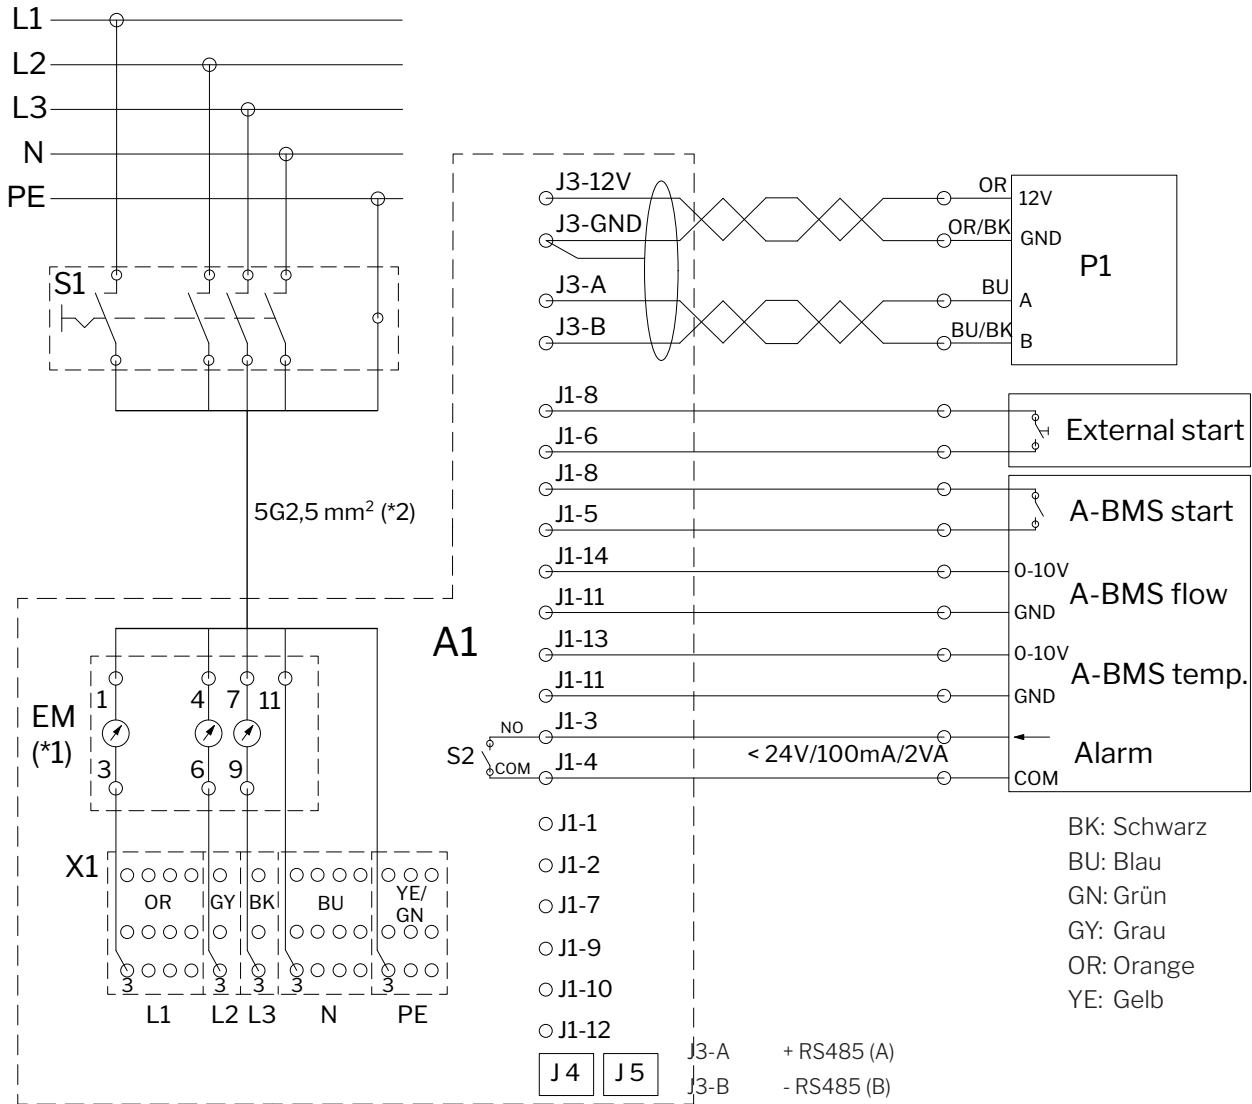 L1
L2
L3
N
PE
S1
5G2,5 mm² (*2)
A1
EM
(*1)
1
4
7
11
3
6
9
X1
OR
GY
BK
BU
YE/
GN
3
3
3
3
3
L1
L2
L3
N
PE
J3-12V
J3-GND
J3-A
J3-B
OR
OR/BK
BU
BU/BK
12V
GND
A
B
P1
J1-8
J1-6
External start
J1-8
J1-5
A-BMS start
J1-14
0-10V
J1-11
GND
A-BMS flow
J1-13
0-10V
J1-11
GND
A-BMS temp.
S2
NO
COM
J1-3
J1-4
< 24V/100mA/2VA
Alarm
COM
J1-1
J1-2
J1-7
J1-9
J1-10
J1-12
J 4
J 5
J3-A + RS485 (A)
J3-B - RS485 (B)
BK: Schwarz
BU: Blau
GN: Grün
GY: Grau
OR: Orange
YE: Gelb